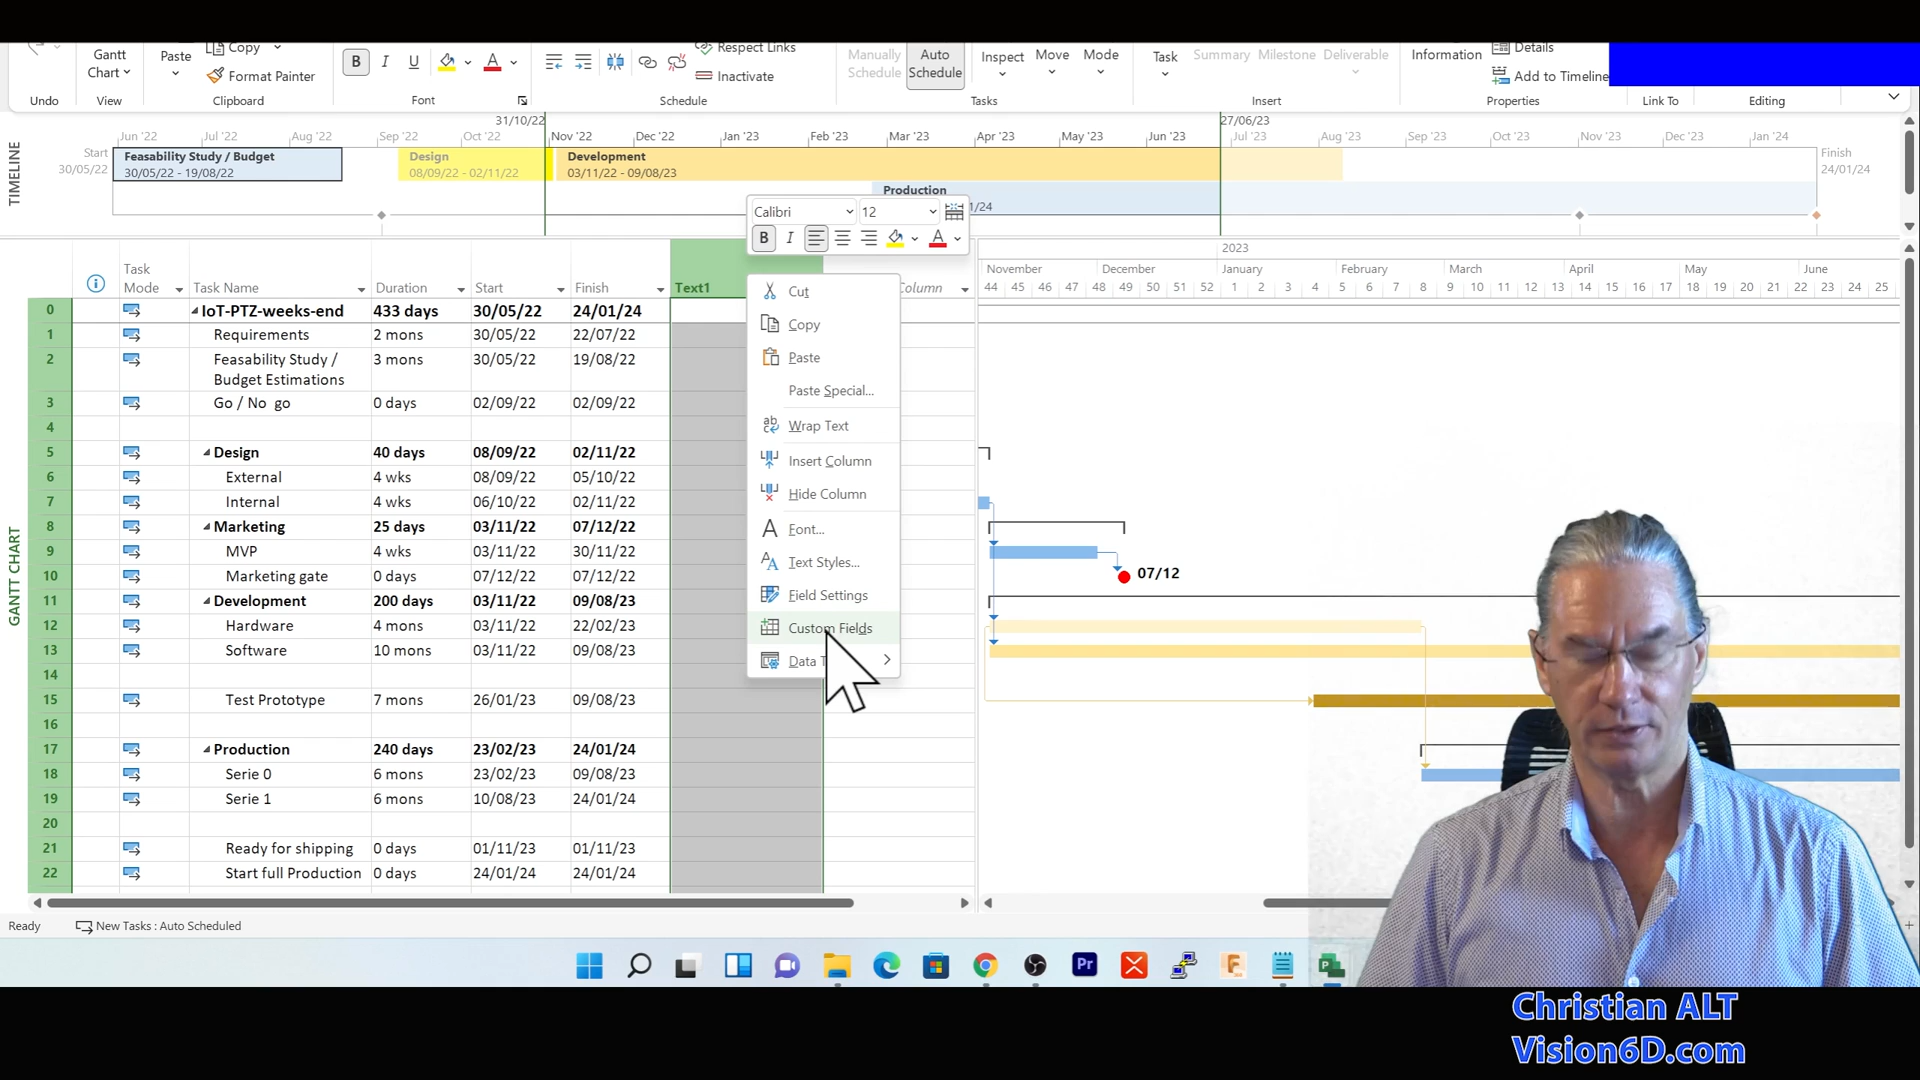 Gantt
Chart
Paste
Copy
Format Painter
B I U A
Respect Links
Inactivate
Manually
Schedule
Auto
Schedule
Inspect
Move
Mode
Task
Summary
Milestone
Deliverable
Information
Details
Add to Timeline
Undo
View
Clipboard
Font
Schedule
Tasks
Insert
Properties
Link To
Editing
TIMELINE
31/10/22
27/06/23
Jun '22
Jul '22
Aug '22
Sep '22
Oct '22
Nov '22
Dec '22
Jan '23
Feb '23
Mar '23
Apr '23
May '23
Jun '23
Jul '23
Aug '23
Sep '23
Oct '23
Nov '23
Dec '23
Jan '24
Start
30/05/22
Feasability Study / Budget
30/05/22 - 19/08/22
Design
08/09/22 - 02/11/22
Development
03/11/22 - 09/08/23
Production
1/24
Finish
24/01/24
Calibri
12
B I A
GANTT CHART
Task
Mode
Task Name
Duration
Start
Finish
Text1
Column
0 IoT-PTZ-weeks-end 433 days 30/05/22 24/01/24
1 Requirements 2 mons 30/05/22 22/07/22
2 Feasability Study / 3 mons 30/05/22 19/08/22
Budget Estimations
3 Go / No go 0 days 02/09/22 02/09/22
4
5 Design 40 days 08/09/22 02/11/22
6 External 4 wks 08/09/22 05/10/22
7 Internal 4 wks 06/10/22 02/11/22
8 Marketing 25 days 03/11/22 07/12/22
9 MVP 4 wks 03/11/22 30/11/22
10 Marketing gate 0 days 07/12/22 07/12/22
11 Development 200 days 03/11/22 09/08/23
12 Hardware 4 mons 03/11/22 22/02/23
13 Software 10 mons 03/11/22 09/08/23
14
15 Test Prototype 7 mons 26/01/23 09/08/23
16
17 Production 240 days 23/02/23 24/01/24
18 Serie 0 6 mons 23/02/23 09/08/23
19 Serie 1 6 mons 10/08/23 24/01/24
20
21 Ready for shipping 0 days 01/11/23 01/11/23
22 Start full Production 0 days 24/01/24 24/01/24
Cut
Copy
Paste
Paste Special...
Wrap Text
Insert Column
Hide Column
Font...
Text Styles...
Field Settings
Custom Fields
Data T
2023
November
December
January
February
March
April
May
June
44 45 46 47 48 49 50 51 52 1 2 3 4 5 6 7 8 9 10 11 12 13 14 15 16 17 18 19 20 21 22 23 24 25
07/12
Ready
New Tasks : Auto Scheduled
Pr
Christian ALT
Vision6D.com